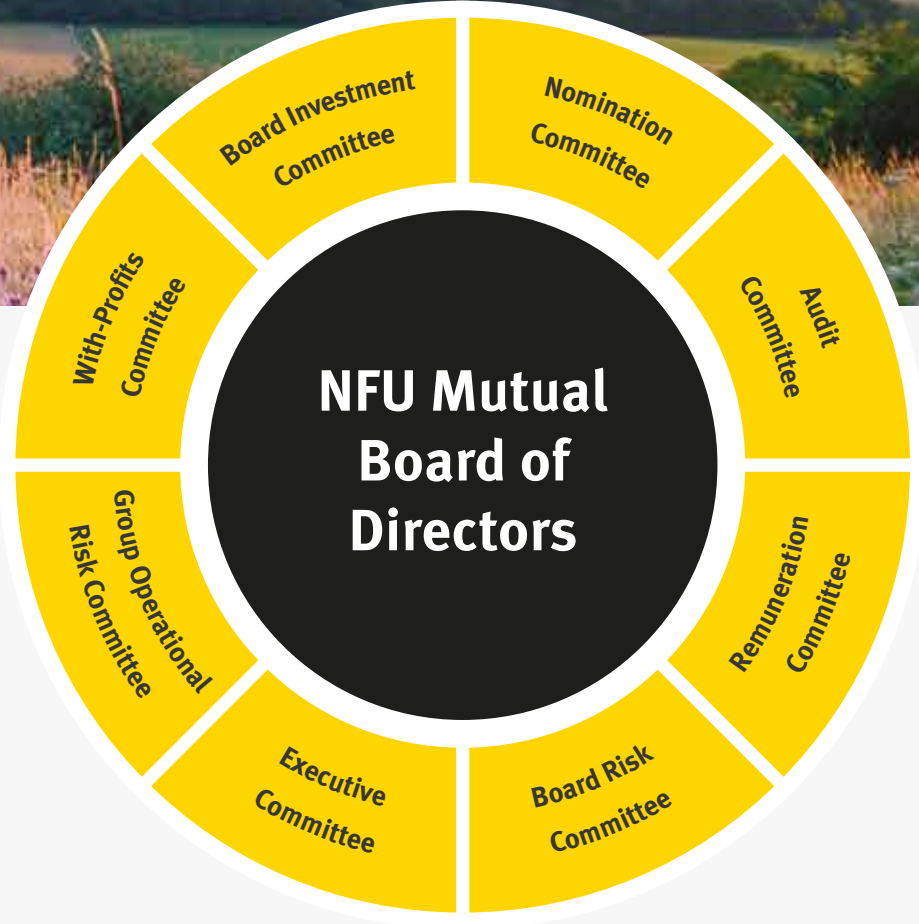 NFU Mutual
Board of
Directors
Nomination
Committee
Audit
Committee
Remuneration
Committee
Board Risk
Committee
Executive
Committee
Group Operational
Risk Committee
With-Profits
Committee
Board Investment
Committee